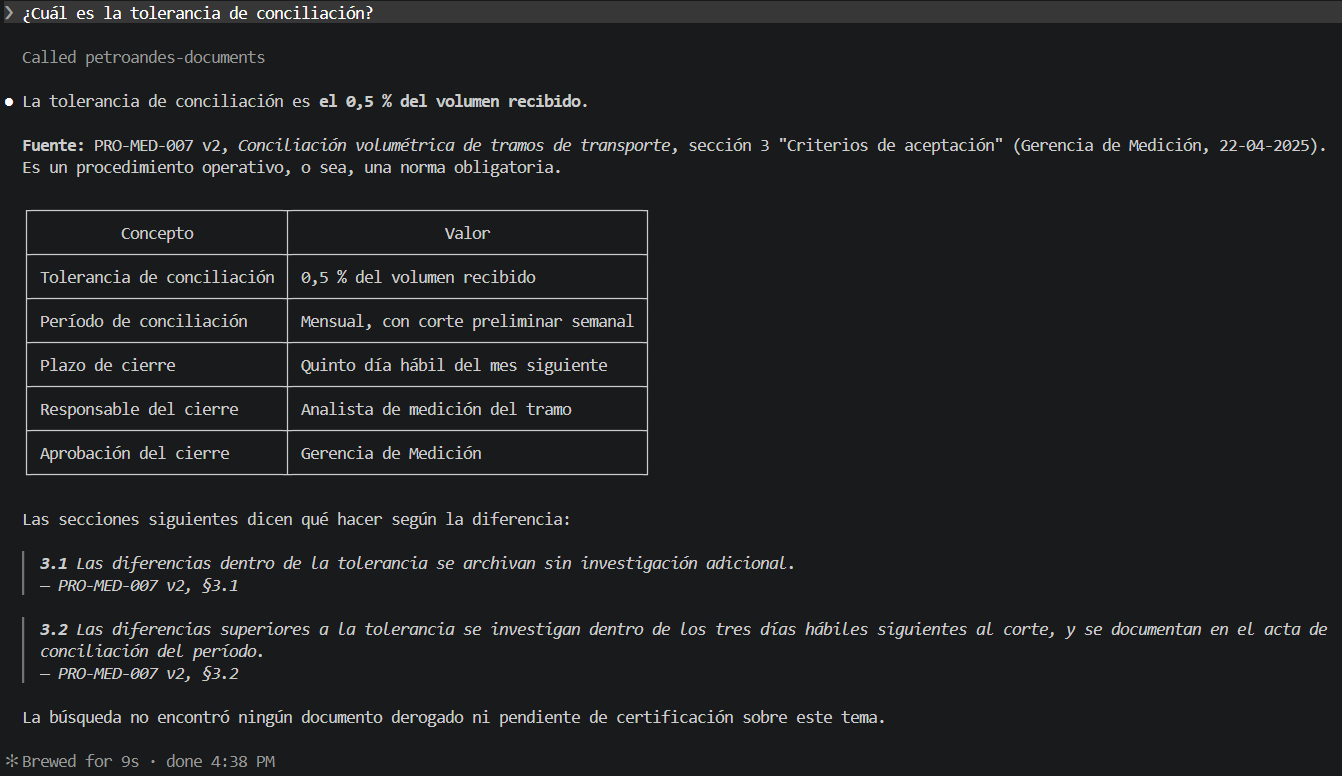 ❯ ¿Cuál es la tolerancia de conciliación?
Called petroandes-documents
● La tolerancia de conciliación es el 0,5 % del volumen recibido.
Fuente: PRO-MED-007 v2, Conciliación volumétrica de tramos de transporte, sección 3 "Criterios de aceptación" (Gerencia de Medición, 22-04-2025).
Es un procedimiento operativo, o sea, una norma obligatoria.
Concepto Valor
Tolerancia de conciliación 0,5 % del volumen recibido
Período de conciliación Mensual, con corte preliminar semanal
Plazo de cierre Quinto día hábil del mes siguiente
Responsable del cierre Analista de medición del tramo
Aprobación del cierre Gerencia de Medición
Las secciones siguientes dicen qué hacer según la diferencia:
3.1 Las diferencias dentro de la tolerancia se archivan sin investigación adicional.
— PRO-MED-007 v2, §3.1
3.2 Las diferencias superiores a la tolerancia se investigan dentro de los tres días hábiles siguientes al corte, y se documentan en el acta de
conciliación del período.
— PRO-MED-007 v2, §3.2
La búsqueda no encontró ningún documento derogado ni pendiente de certificación sobre este tema.
✻ Brewed for 9s · done 4:38 PM